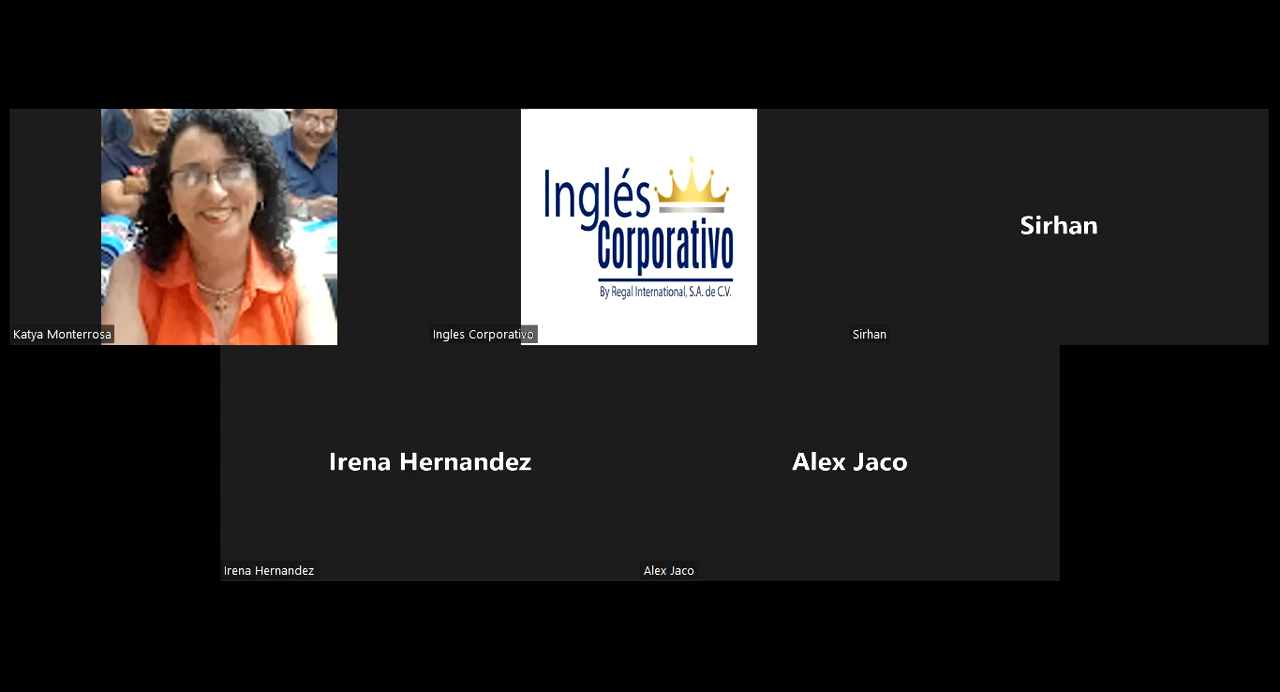 Inglés
Corporativo
By Regal International, S.A. de C.V.
Sirhan
Katya Monterrosa
Ingles Corporativo
Sirhan
Irena Hernandez
Alex Jaco
Irena Hernandez
Alex Jaco